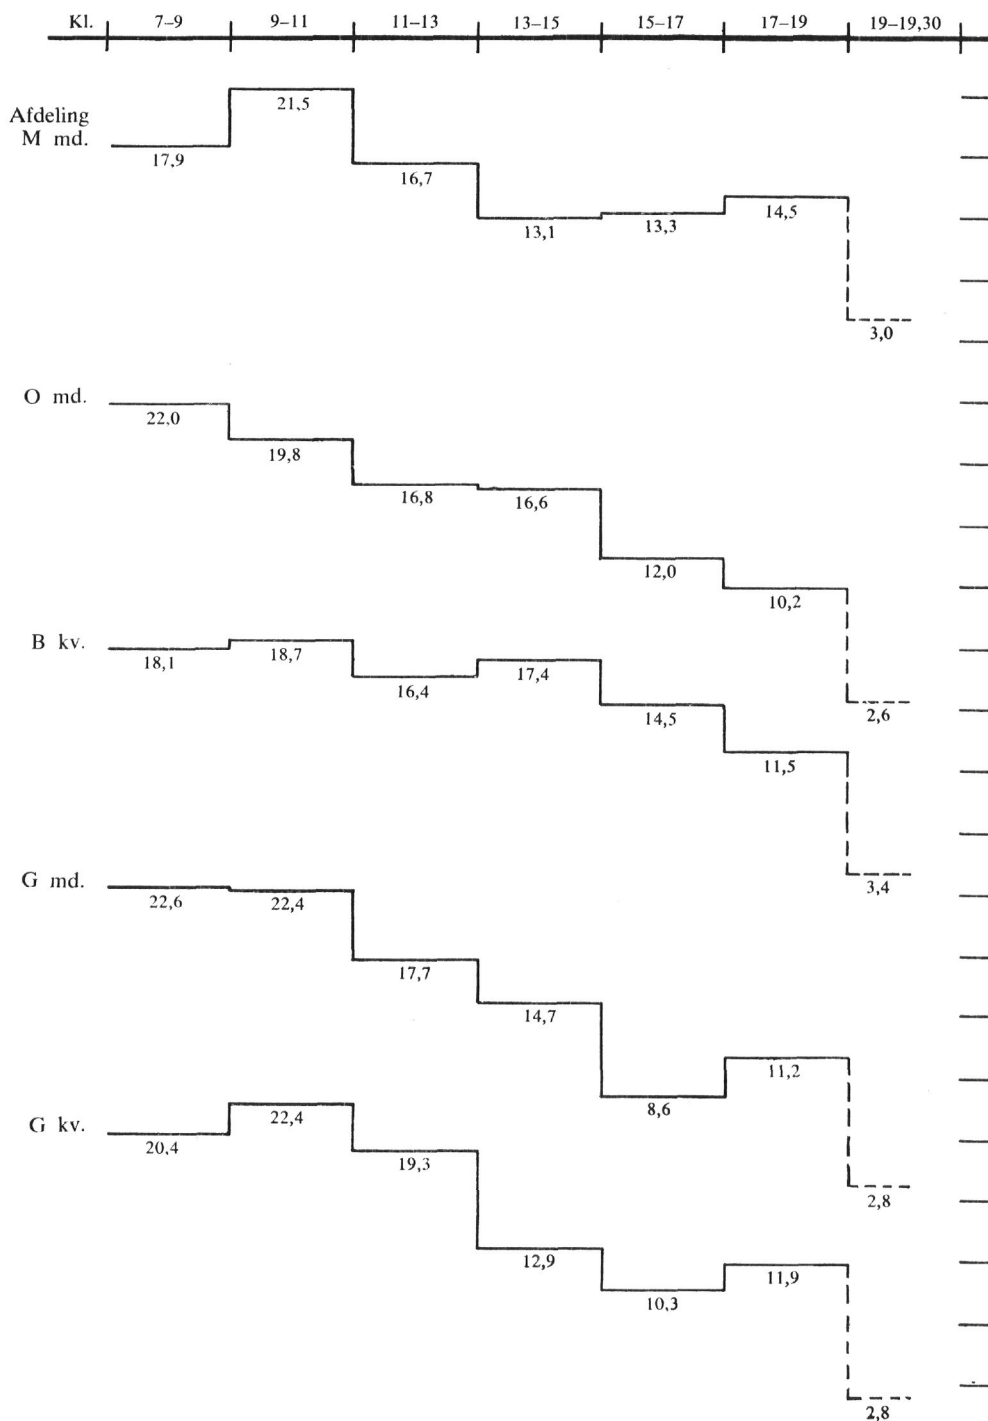 Kl. 7–9 9–11 11–13 13–15 15–17 17–19 19–19,30
Afdeling
M md.
17,9 21,5 16,7 13,1 13,3 14,5 3,0
O md.
22,0 19,8 16,8 16,6 12,0 10,2 2,6
B kv.
18,1 18,7 16,4 17,4 14,5 11,5 3,4
G md.
22,6 22,4 17,7 14,7 8,6 11,2 2,8
G kv.
20,4 22,4 19,3 12,9 10,3 11,9 2,8